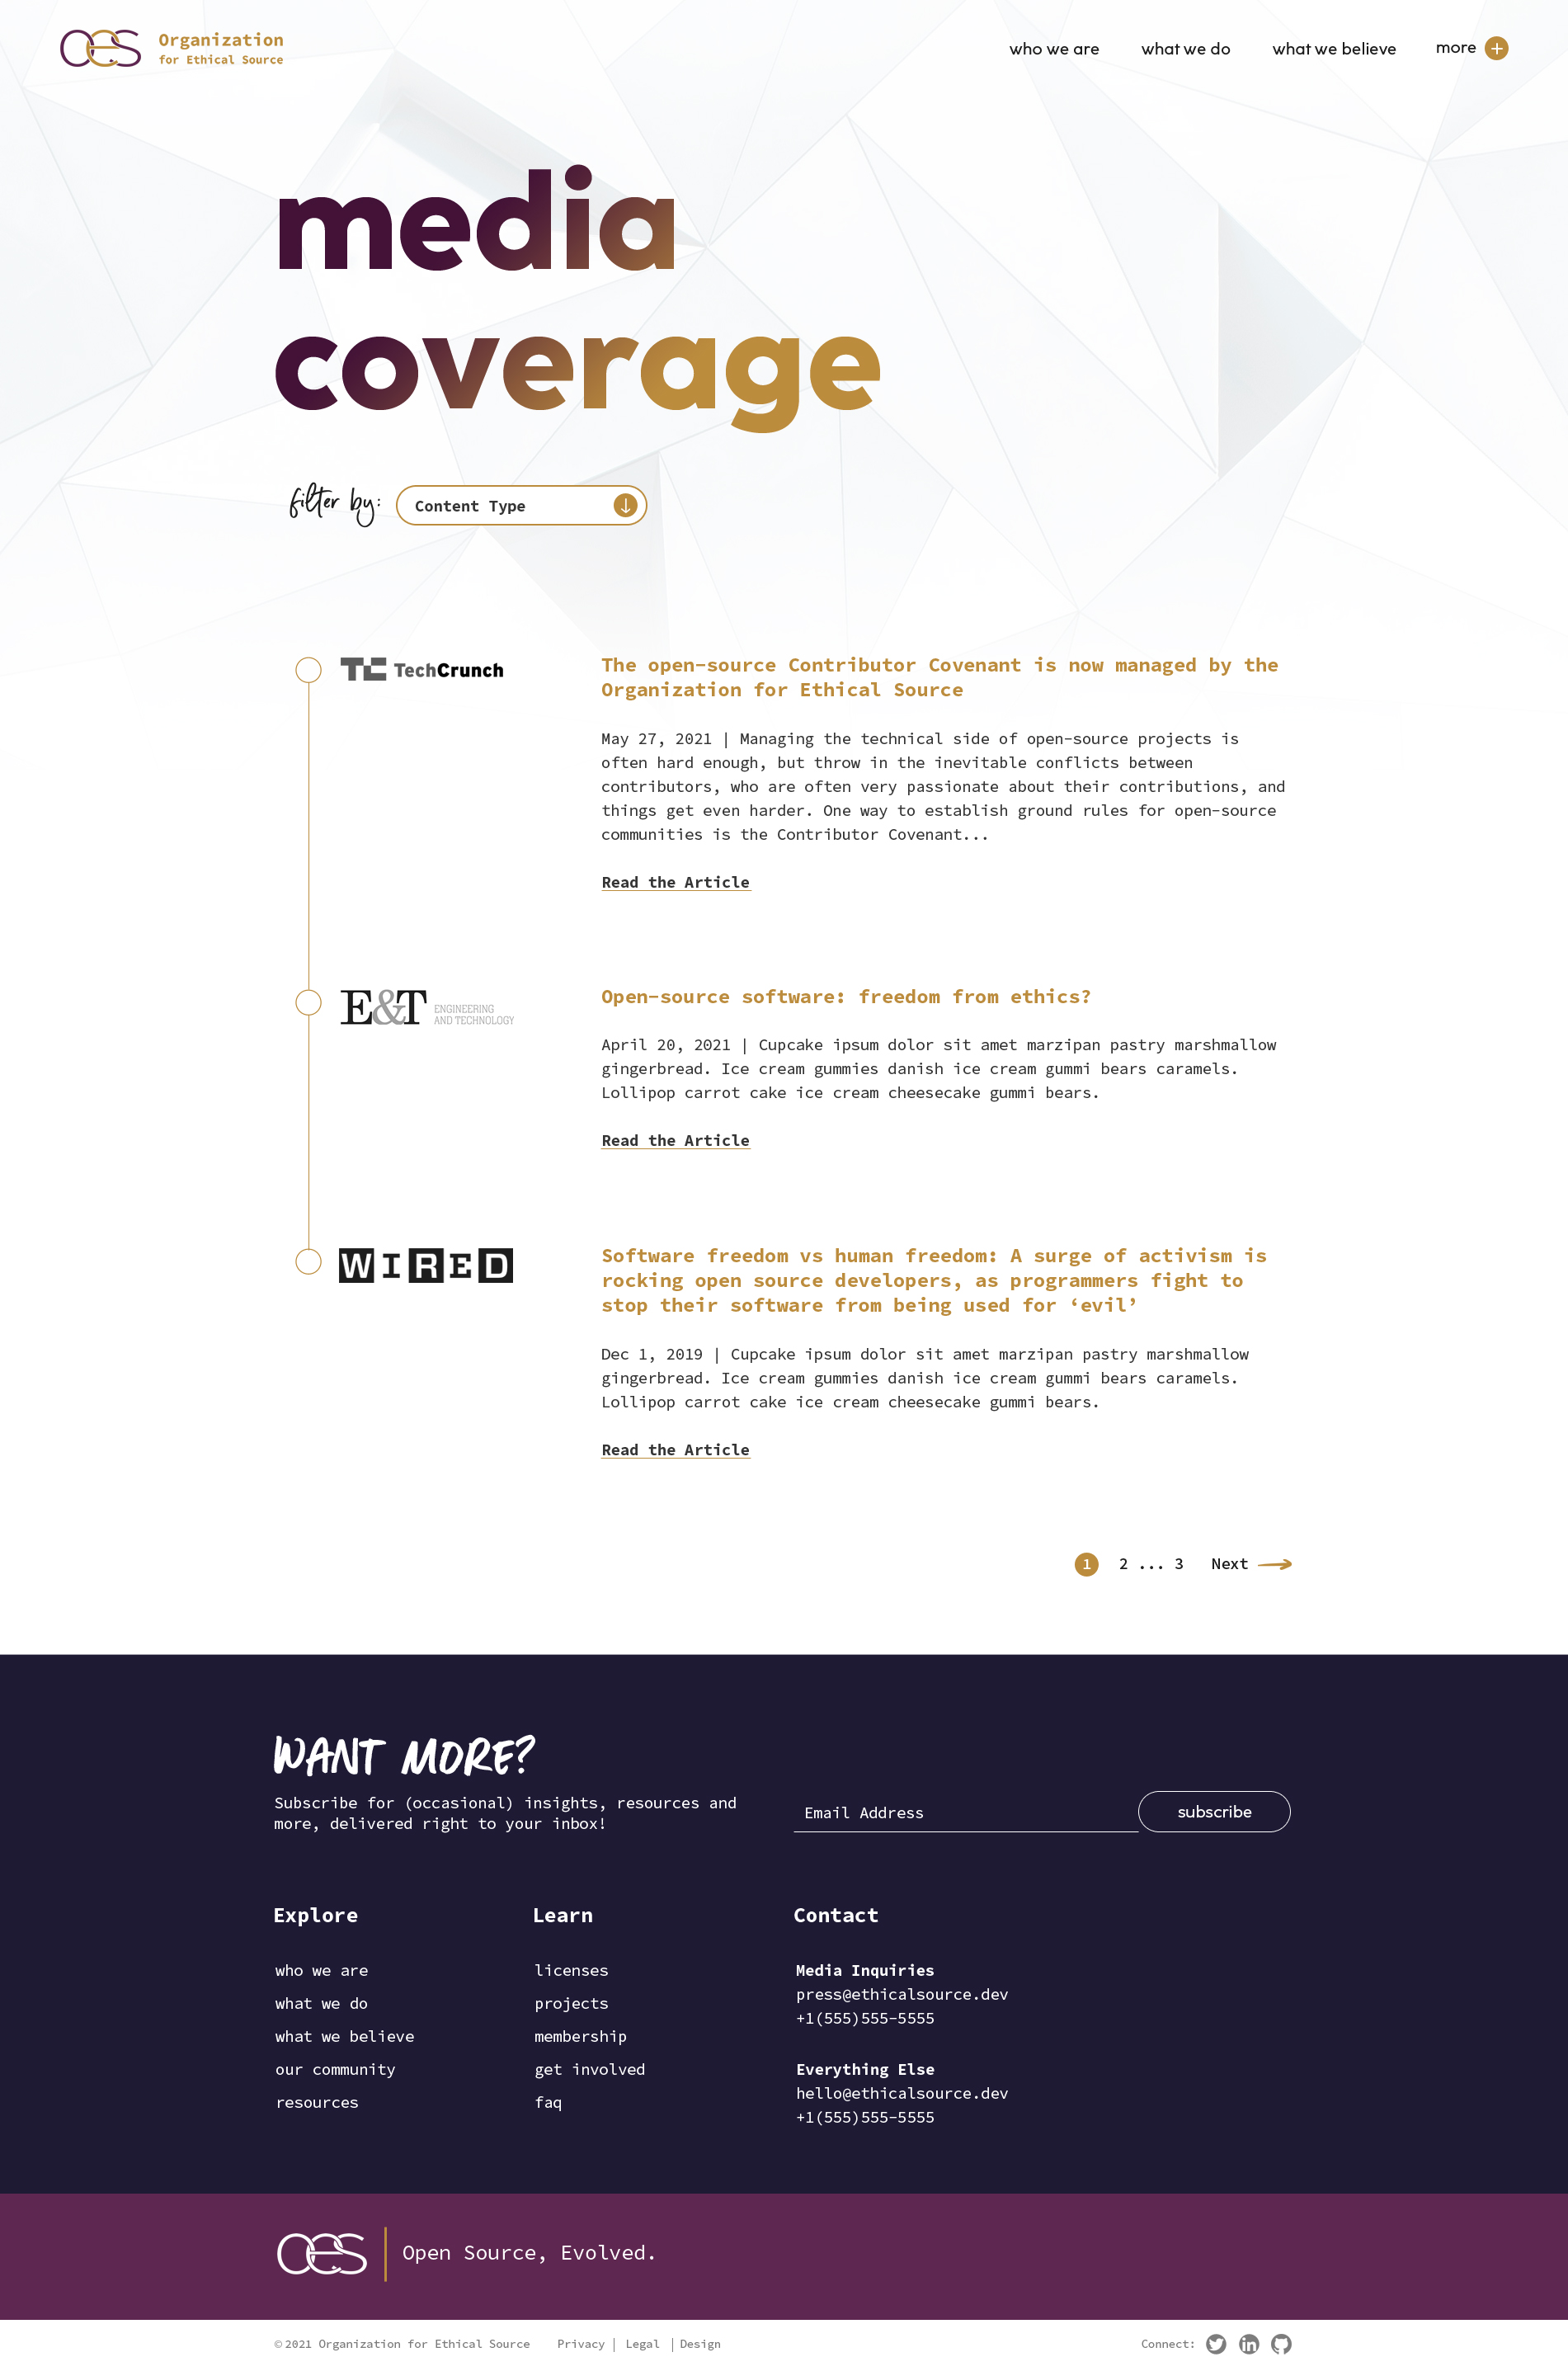 OES Organization
for Ethical Source
who we are what we do what we believe more
media
coverage
filter by: Content Type
TechCrunch
The open-source Contributor Covenant is now managed by the
Organization for Ethical Source
May 27, 2021 | Managing the technical side of open-source projects is
often hard enough, but throw in the inevitable conflicts between
contributors, who are often very passionate about their contributions, and
things get even harder. One way to establish ground rules for open-source
communities is the Contributor Covenant...
Read the Article
E&T ENGINEERING
AND TECHNOLOGY
Open-source software: freedom from ethics?
April 20, 2021 | Cupcake ipsum dolor sit amet marzipan pastry marshmallow
gingerbread. Ice cream gummies danish ice cream gummi bears caramels.
Lollipop carrot cake ice cream cheesecake gummi bears.
Read the Article
WIRED
Software freedom vs human freedom: A surge of activism is
rocking open source developers, as programmers fight to
stop their software from being used for ‘evil’
Dec 1, 2019 | Cupcake ipsum dolor sit amet marzipan pastry marshmallow
gingerbread. Ice cream gummies danish ice cream gummi bears caramels.
Lollipop carrot cake ice cream cheesecake gummi bears.
Read the Article
1 2 ... 3 Next
WANT MORE?
Subscribe for (occasional) insights, resources and
more, delivered right to your inbox!
Email Address subscribe
Explore
who we are
what we do
what we believe
our community
resources
Learn
licenses
projects
membership
get involved
faq
Contact
Media Inquiries
press@ethicalsource.dev
+1(555)555-5555
Everything Else
hello@ethicalsource.dev
+1(555)555-5555
OES Open Source, Evolved.
© 2021 Organization for Ethical Source Privacy | Legal | Design Connect: